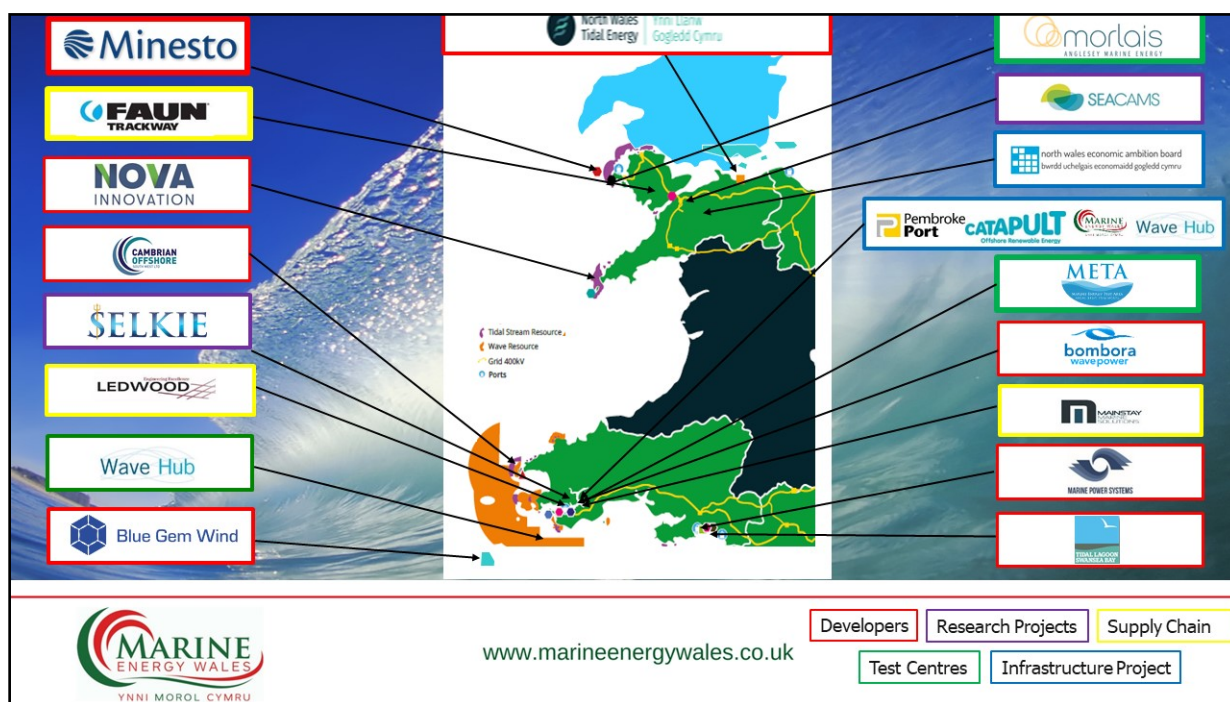 Minesto
FAUN
TRACKWAY
NOVA
INNOVATION
CAMBRIAN
OFFSHORE
SELKIE
LEDWOOD
Wave Hub
Blue Gem Wind
North Wales
Tidal Energy
Ynni Llanw
Gogledd Cymru
Tidal Stream Resource
Wave Resource
Grid 400kV
Ports
morlais
ANGLESEY MARINE ENERGY
SEACAMS
north wales economic ambition board
bwrdd uchelgais economaidd gogledd cymru
Pembroke
Port
CATAPULT
Offshore Renewable Energy
MARINE
Wave Hub
META
bombora
wavepower
MAINSTAY
MARINE
SOLUTIONS
MARINE POWER SYSTEMS
TIDAL LAGOON
SWANSEA BAY
MARINE
ENERGY WALES
YNNI MOROL CYMRU
www.marineenergywales.co.uk
Developers
Research Projects
Supply Chain
Test Centres
Infrastructure Project